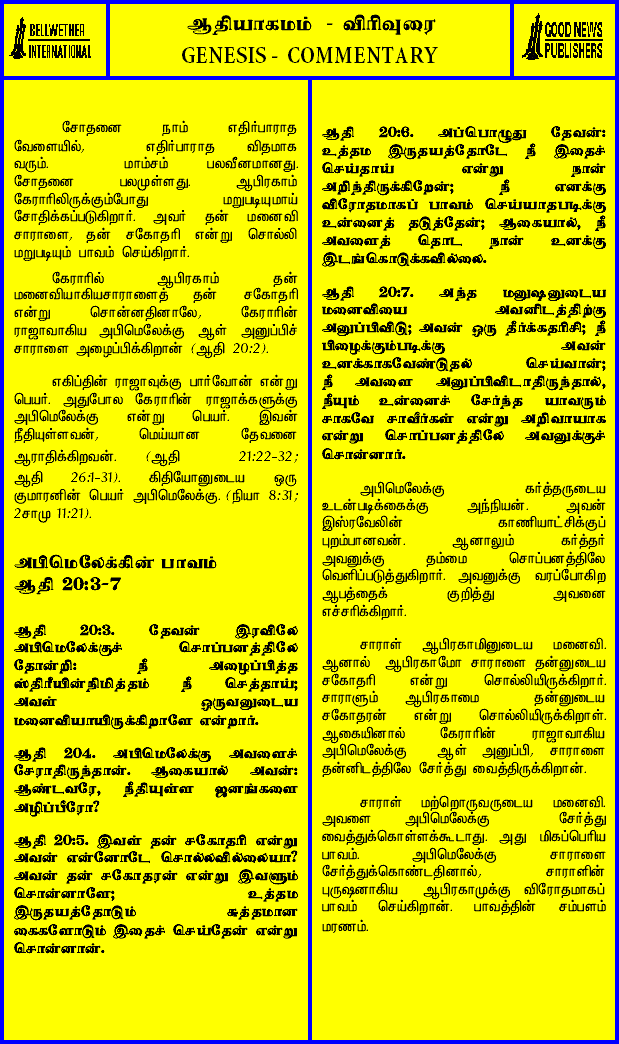 BELLWETHER
INTERNATIONAL
ஆதியாகமம் - விரிவுரை
GENESIS - COMMENTARY
GOOD NEWS
PUBLISHERS
சோதனை நாம் எதிர்பாராத
வேளையில், எதிர்பாராத விதமாக
வரும். மாம்சம் பலவீனமானது.
சோதனை பலமுள்ளது. ஆபிரகாம்
கேராரிலிருக்கும்போது மறுபடியுமாய்
சோதிக்கப்படுகிறார். அவர் தன் மனைவி
சாராளை, தன் சகோதரி என்று சொல்லி
மறுபடியும் பாவம் செய்கிறார்.
கேராரில் ஆபிரகாம் தன்
மனைவியாகியசாராளைத் தன் சகோதரி
என்று சொன்னதினாலே, கேராரின்
ராஜாவாகிய அபிமெலேக்கு ஆள் அனுப்பிச்
சாராளை அழைப்பிக்கிறான் (ஆதி 20:2).
எகிப்தின் ராஜாவுக்கு பார்வோன் என்று
பெயர். அதுபோல கேராரின் ராஜாக்களுக்கு
அபிமெலேக்கு என்று பெயர். இவன்
நீதியுள்ளவன், மெய்யான தேவனை
ஆராதிக்கிறவன். (ஆதி 21:22-32;
ஆதி 26:1-31). கிதியோனுடைய ஒரு
குமாரனின் பெயர் அபிமெலேக்கு. (நியா 8:31;
2சாமு 11:21).
அபிமெலேக்கின் பாவம்
ஆதி 20:3-7
ஆதி 20:3. தேவன் இரவிலே
அபிமெலேக்குச் சொப்பனத்திலே
தோன்றி: நீ அழைப்பித்த
ஸ்திரீயின்நிமித்தம் நீ செத்தாய்;
அவள் ஒருவனுடைய
மனைவியாயிருக்கிறாளே என்றார்.
ஆதி 204. அபிமெலேக்கு அவளைச்
சேராதிருந்தான். ஆகையால் அவன்:
ஆண்டவரே, நீதியுள்ள ஜனங்களை
அழிப்பீரோ?
ஆதி 20:5. இவள் தன் சகோதரி என்று
அவன் என்னோடே சொல்லவில்லையா?
அவன் தன் சகோதரன் என்று இவளும்
சொன்னாளே; உத்தம
இருதயத்தோடும் சுத்தமான
கைகளோடும் இதைச் செய்தேன் என்று
சொன்னான்.
ஆதி 20:6. அப்பொழுது தேவன்:
உத்தம இருதயத்தோடே நீ இதைச்
செய்தாய் என்று நான்
அறிந்திருக்கிறேன்; நீ எனக்கு
விரோதமாகப் பாவம் செய்யாதபடிக்கு
உன்னைத் தடுத்தேன்; ஆகையால், நீ
அவளைத் தொட நான் உனக்கு
இடங்கொடுக்கவில்லை.
ஆதி 20:7. அந்த மனுஷனுடைய
மனைவியை அவனிடத்திற்கு
அனுப்பிவிடு; அவன் ஒரு தீர்க்கதரிசி; நீ
பிழைக்கும்படிக்கு அவன்
உனக்காகவேண்டுதல் செய்வான்;
நீ அவளை அனுப்பிவிடாதிருந்தால்,
நீயும் உன்னைச் சேர்ந்த யாவரும்
சாகவே சாவீர்கள் என்று அறிவாயாக
என்று சொப்பனத்திலே அவனுக்குச்
சொன்னார்.
அபிமெலேக்கு கர்த்தருடைய
உடன்படிக்கைக்கு அந்நியன். அவன்
இஸ்ரவேலின் காணியாட்சிக்குப்
புறம்பானவன். ஆனாலும் கர்த்தர்
அவனுக்கு தம்மை சொப்பனத்திலே
வெளிப்படுத்துகிறார். அவனுக்கு வரப்போகிற
ஆபத்தைக் குறித்து அவனை
எச்சரிக்கிறார்.
சாராள் ஆபிரகாமினுடைய மனைவி.
ஆனால் ஆபிரகாமோ சாராளை தன்னுடைய
சகோதரி என்று சொல்லியிருக்கிறார்.
சாராளும் ஆபிரகாமை தன்னுடைய
சகோதரன் என்று சொல்லியிருக்கிறாள்.
ஆகையினால் கேராரின் ராஜாவாகிய
அபிமெலேக்கு ஆள் அனுப்பி, சாராளை
தன்னிடத்திலே சேர்த்து வைத்திருக்கிறான்.
சாராள் மற்றொருவருடைய மனைவி.
அவளை அபிமெலேக்கு சேர்த்து
வைத்துக்கொள்ளக்கூடாது. அது மிகப்பெரிய
பாவம். அபிமெலேக்கு சாராளை
சேர்த்துக்கொண்டதினால், சாராளின்
புருஷனாகிய ஆபிரகாமுக்கு விரோதமாகப்
பாவம் செய்கிறான். பாவத்தின் சம்பளம்
மரணம்.